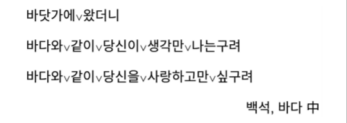 바닷가에∨왔더니
바다와∨같이∨당신이∨생각만∨나는구려
바다와∨같이∨당신을∨사랑하고만∨싶구려
백석, 바다 中